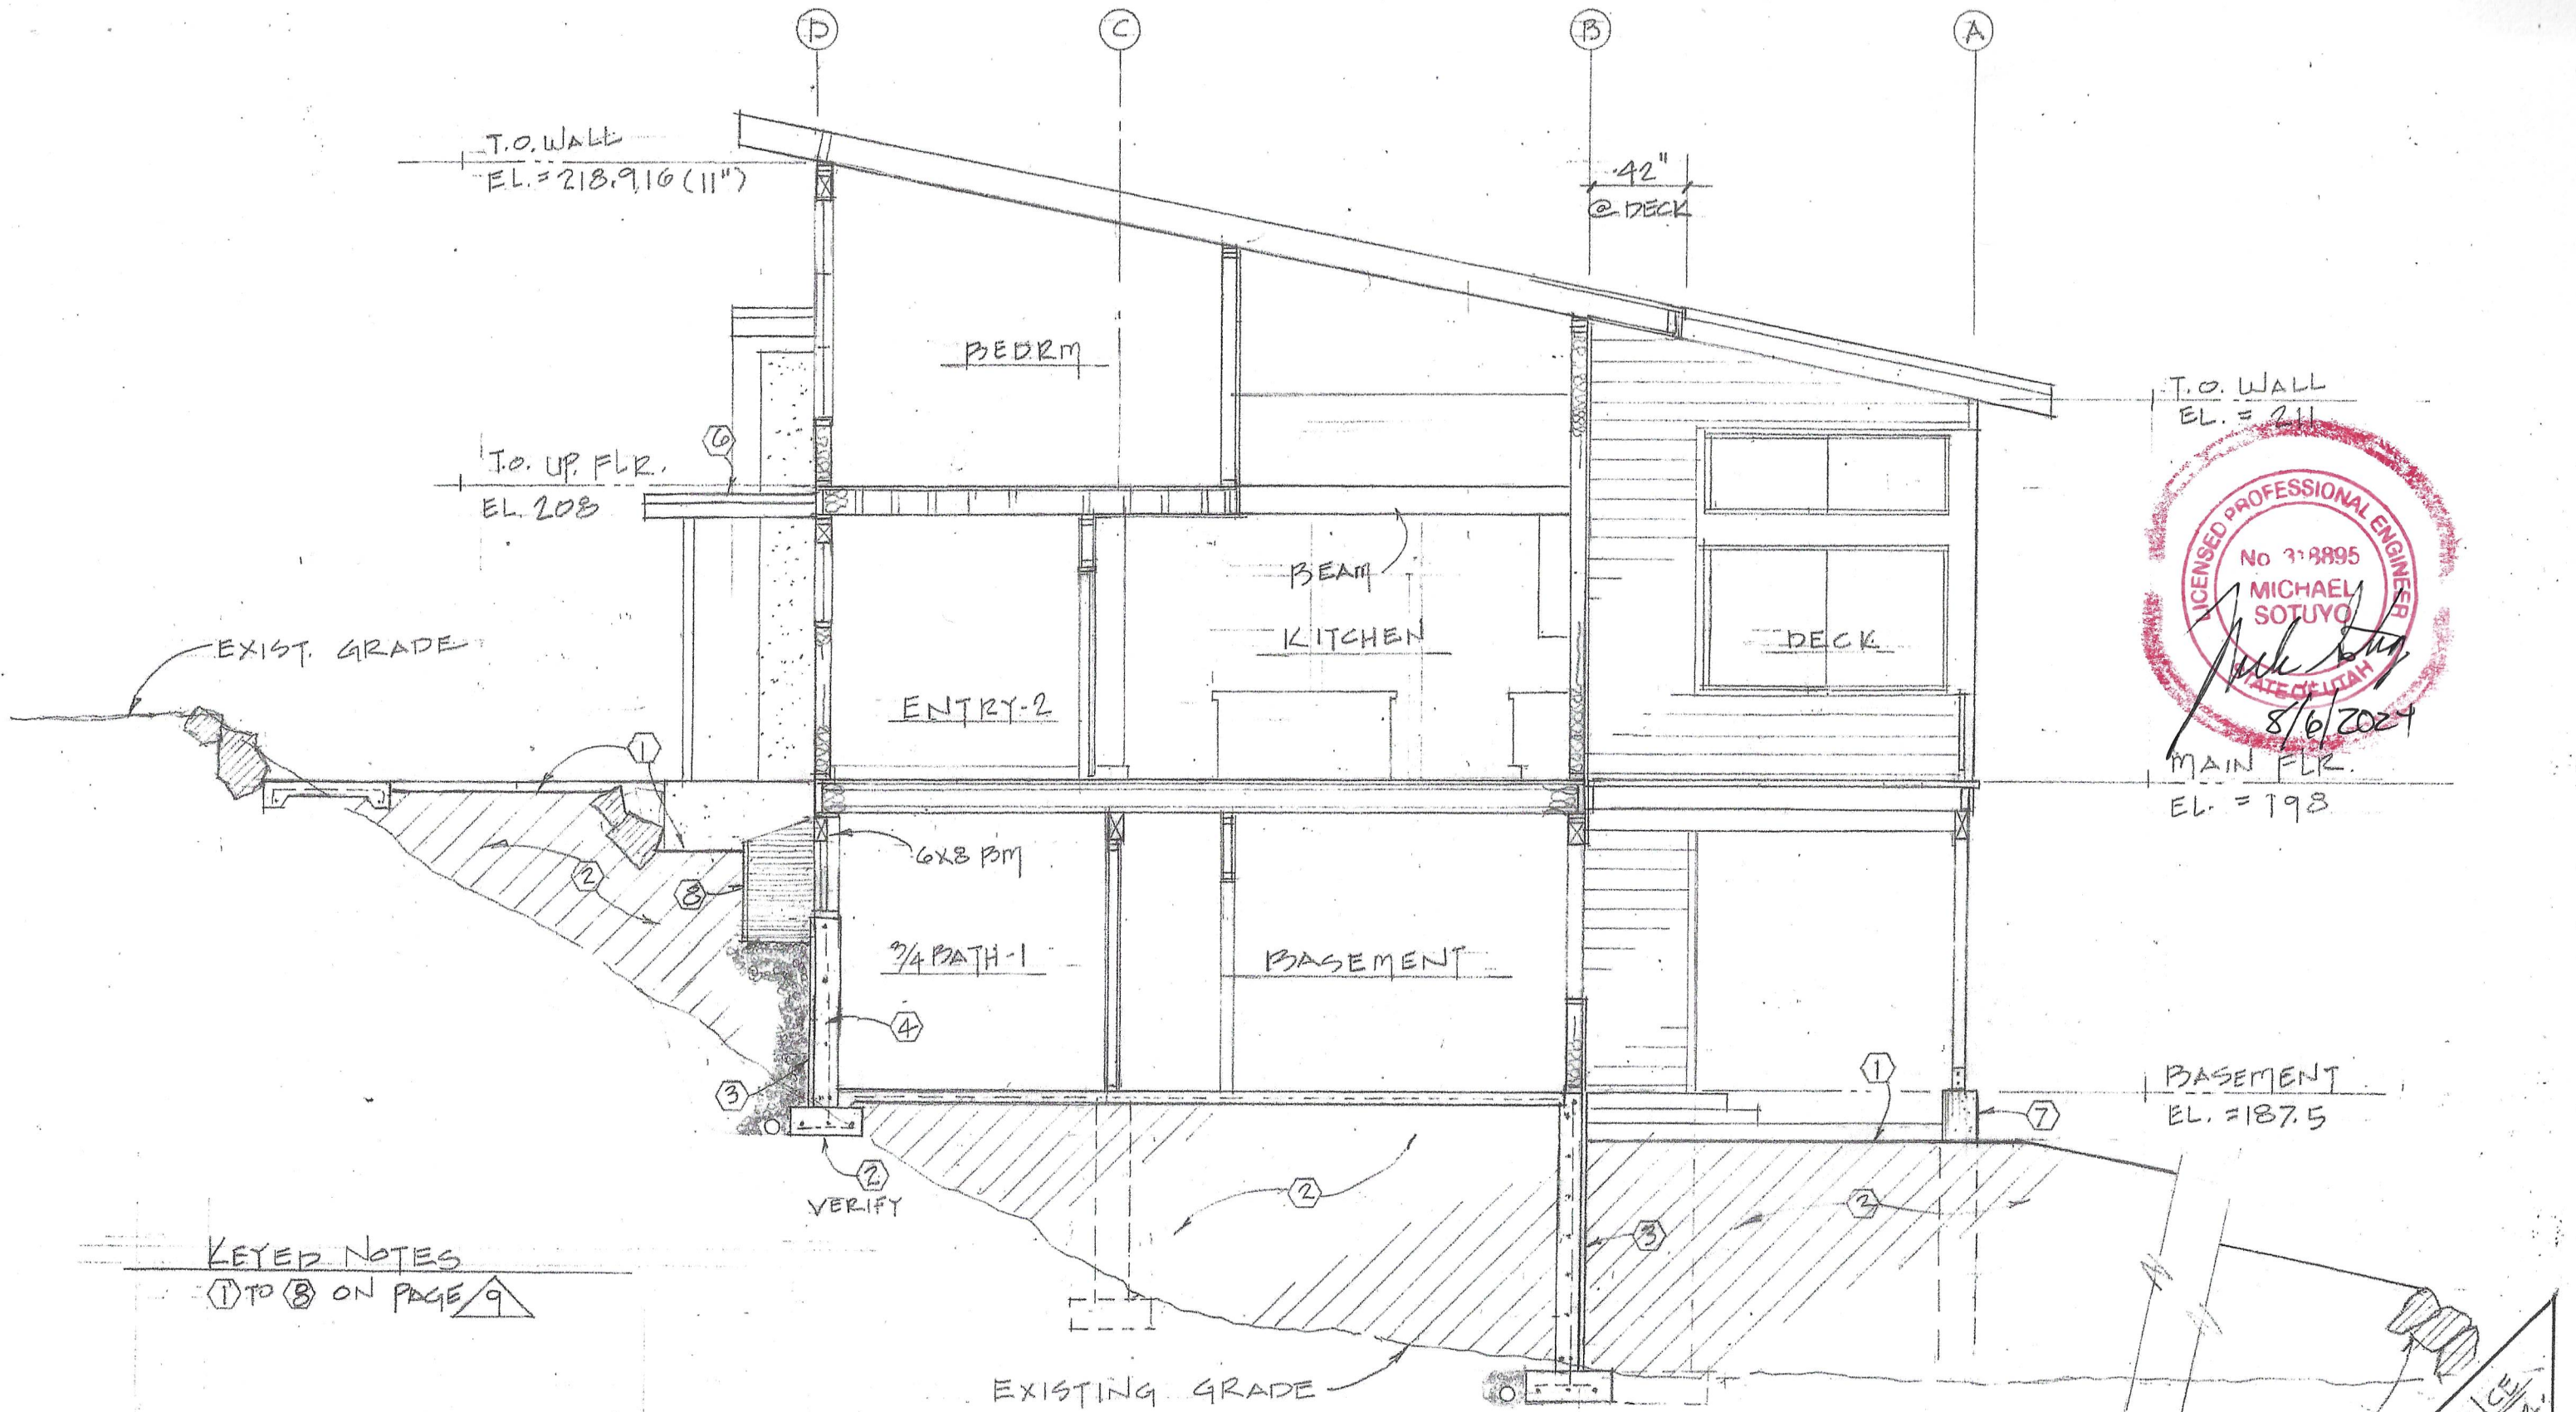 D
C
B
A
T.O. WALL
EL. = 218.916 (11")
42"
@ DECK
BEDRM
T.O. WALL
EL. = 211
6
T.O. UP. FLR.
EL. 208
LICENSED PROFESSIONAL ENGINEER
MICHAEL
SOTUYO
STATE OF UTAH
8/6/2024
BEAM
KITCHEN
DECK
EXIST. GRADE
ENTRY-2
1
MAIN FLR.
EL. = 198
6X8 BM
2
8
3/4 BATH-1
BASEMENT
4
3
1
BASEMENT
EL. = 187.5
7
2
VERIFY
2
2
3
KEYED NOTES
1 TO 8 ON PAGE 9
EXISTING GRADE